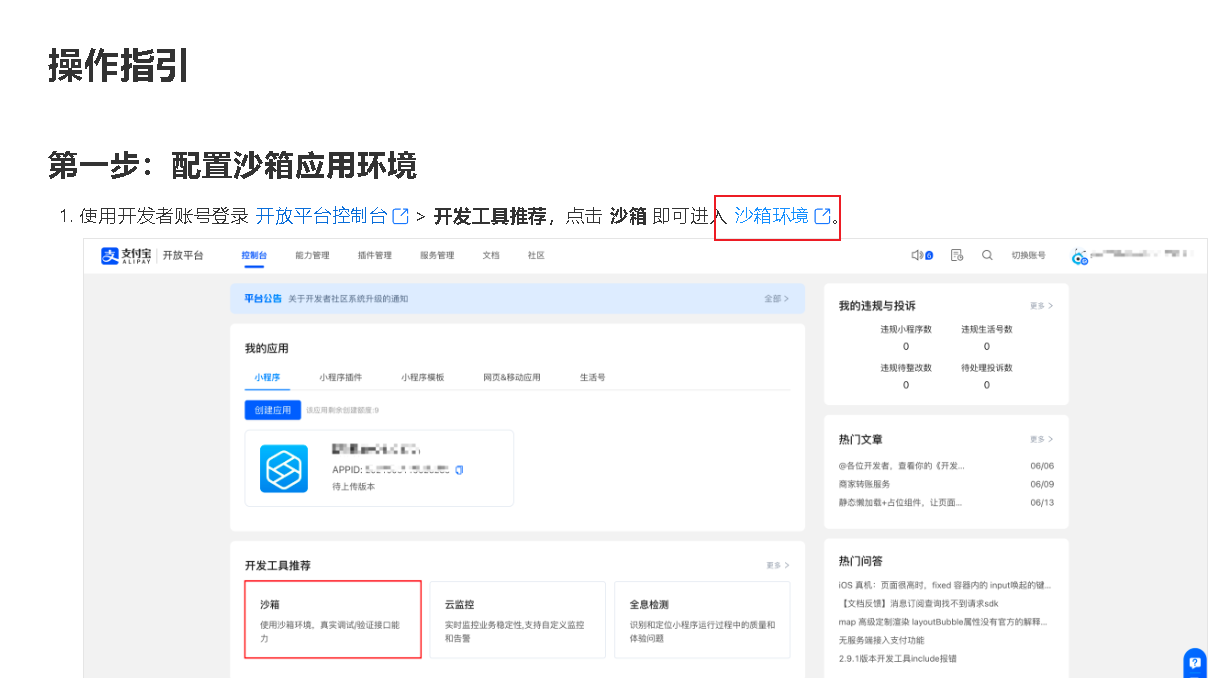 操作指引
第一步：配置沙箱应用环境
1. 使用开发者账号登录 开放平台控制台 > 开发工具推荐，点击 沙箱 即可进入 沙箱环境。
支付宝 ALIPAY 开放平台 控制台 能力管理 插件管理 服务管理 文档 社区 0 切换账号
平台公告 关于开发者社区系统升级的通知 全部 >
我的应用
小程序 小程序插件 小程序模板 网页&移动应用 生活号
创建应用 该应用剩余创建额度:9
APPID:
待上传版本
开发工具推荐 更多 >
沙箱
使用沙箱环境，真实调试/验证接口能
力
云监控
实时监控业务稳定性,支持自定义监控
和告警
全息检测
识别和定位小程序运行过程中的质量和
体验问题
我的违规与投诉 更多 >
违规小程序数 违规生活号数
0 0
违规待整改数 待处理投诉数
0 0
热门文章 更多 >
@各位开发者，查看你的《开发... 06/06
商家转账服务 06/09
静态懒加载+占位组件，让页面... 06/13
热门问答
iOS 真机：页面很高时，fixed 容器内的 input唤起的键...
【文档反馈】消息订阅查询找不到请求sdk
map 高级定制渲染 layoutBubble属性没有官方的解释...
无服务端接入支付功能
2.9.1版本开发工具include报错